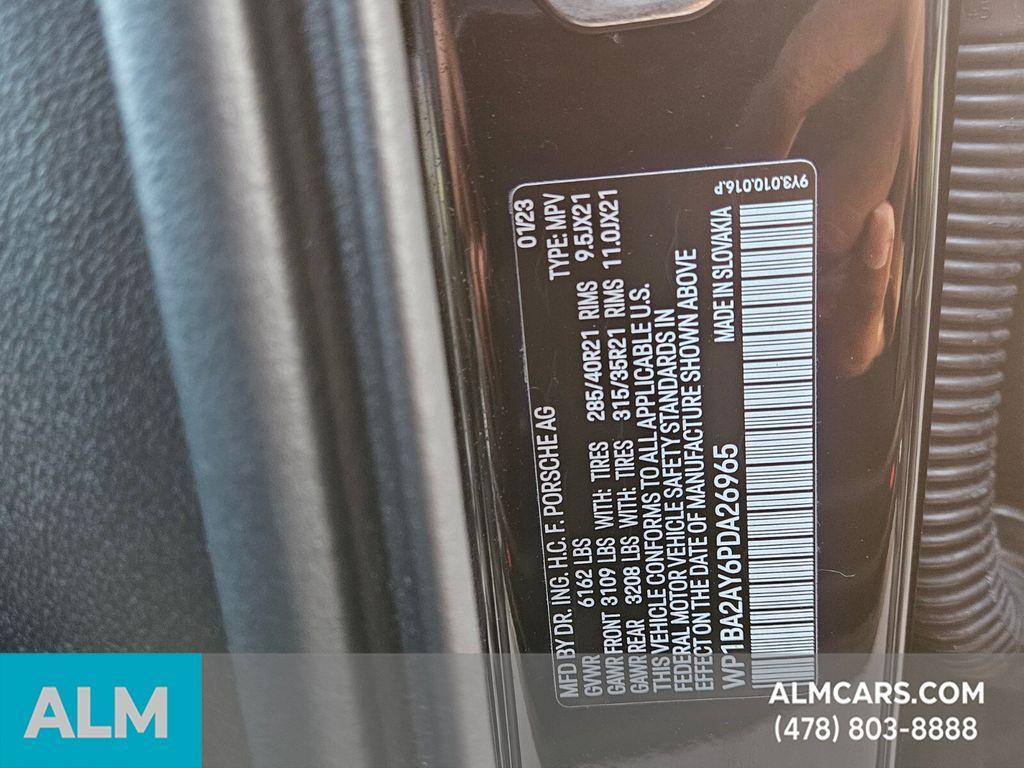 MFD BY DR. ING. H.C. F. PORSCHE AG 01/23
GVWR 6162 LBS TYPE: MPV
GAWR FRONT 3109 LBS WITH: TIRES 285/40R21 RIMS 9.5JX21
GAWR REAR 3208 LBS WITH: TIRES 315/35R21 RIMS 11.0JX21
THIS VEHICLE CONFORMS TO ALL APPLICABLE U.S.
FEDERAL MOTOR VEHICLE SAFETY STANDARDS IN
EFFECT ON THE DATE OF MANUFACTURE SHOWN ABOVE
WP1BA2AY6PDA26965 MADE IN SLOVAKIA 9Y3.010.016.P
ALM
ALMCARS.COM
(478) 803-8888